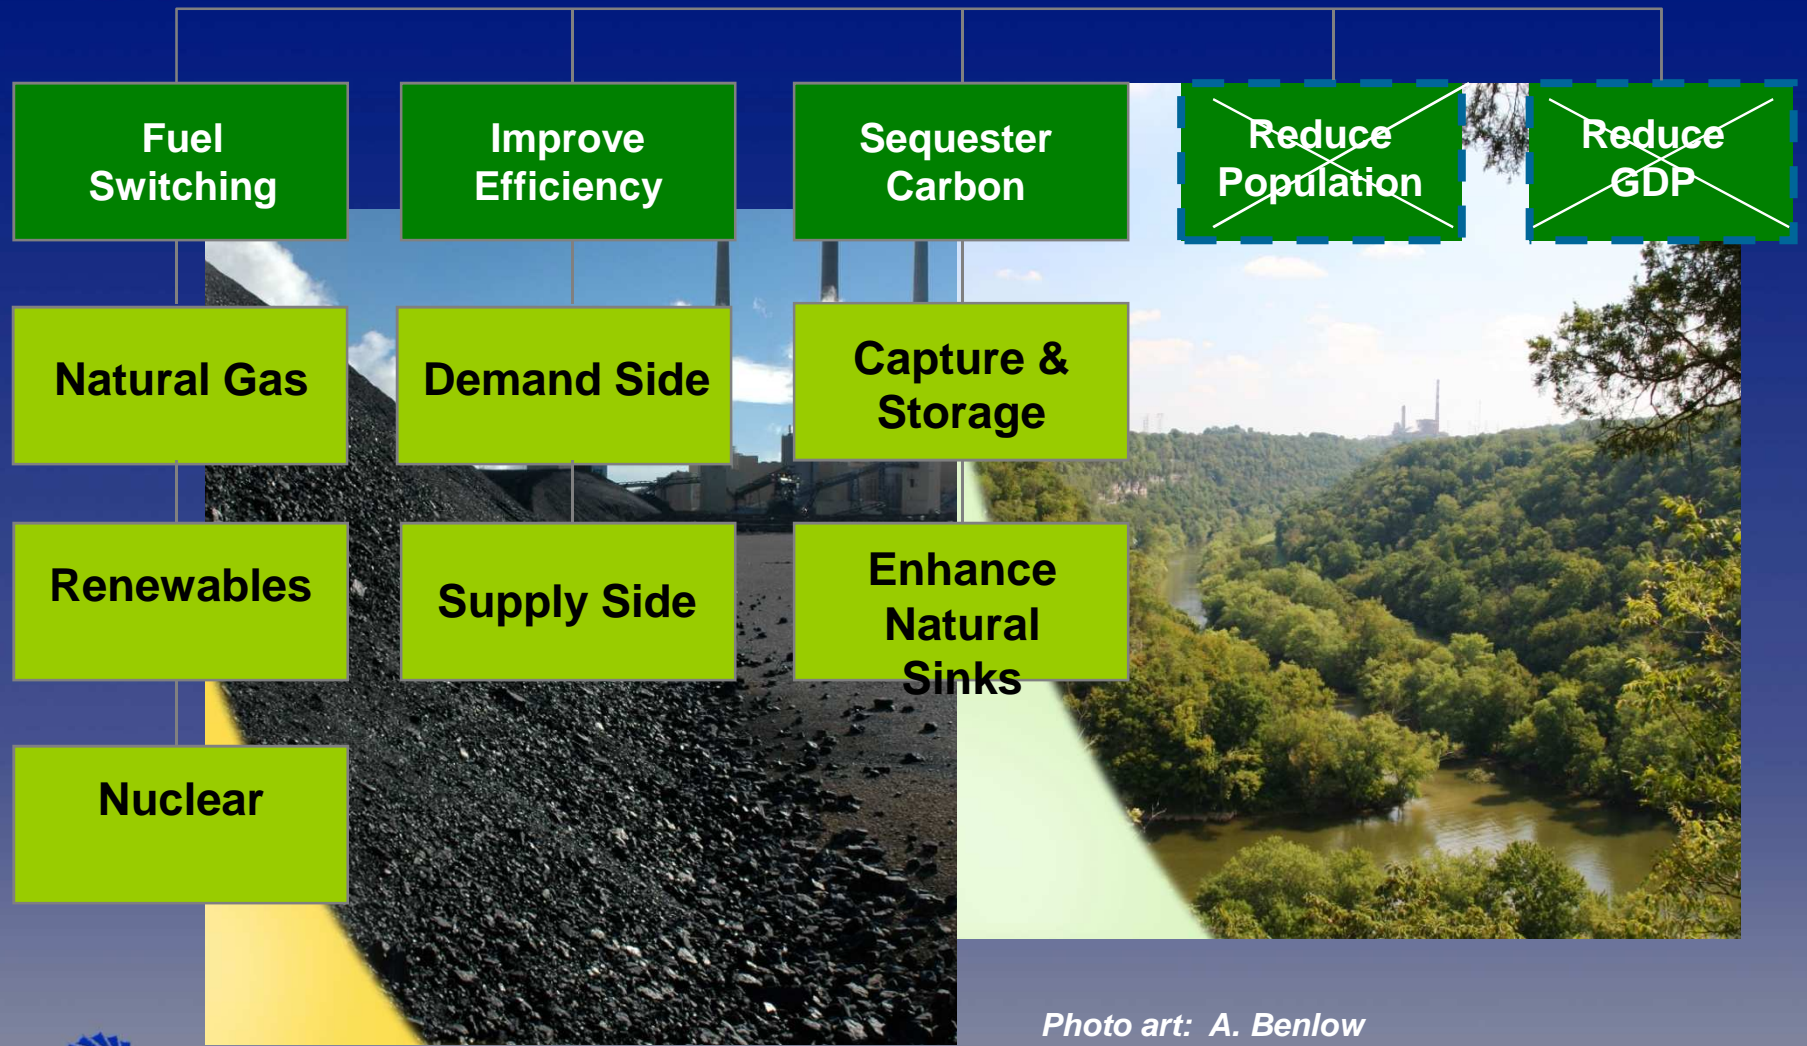 Fuel
Switching
Improve
Efficiency
Sequester
Carbon
Reduce
Population
Reduce
GDP
Natural Gas
Demand Side
Capture &
Storage
Renewables
Supply Side
Enhance
Natural
Sinks
Nuclear
Photo art: A. Benlow